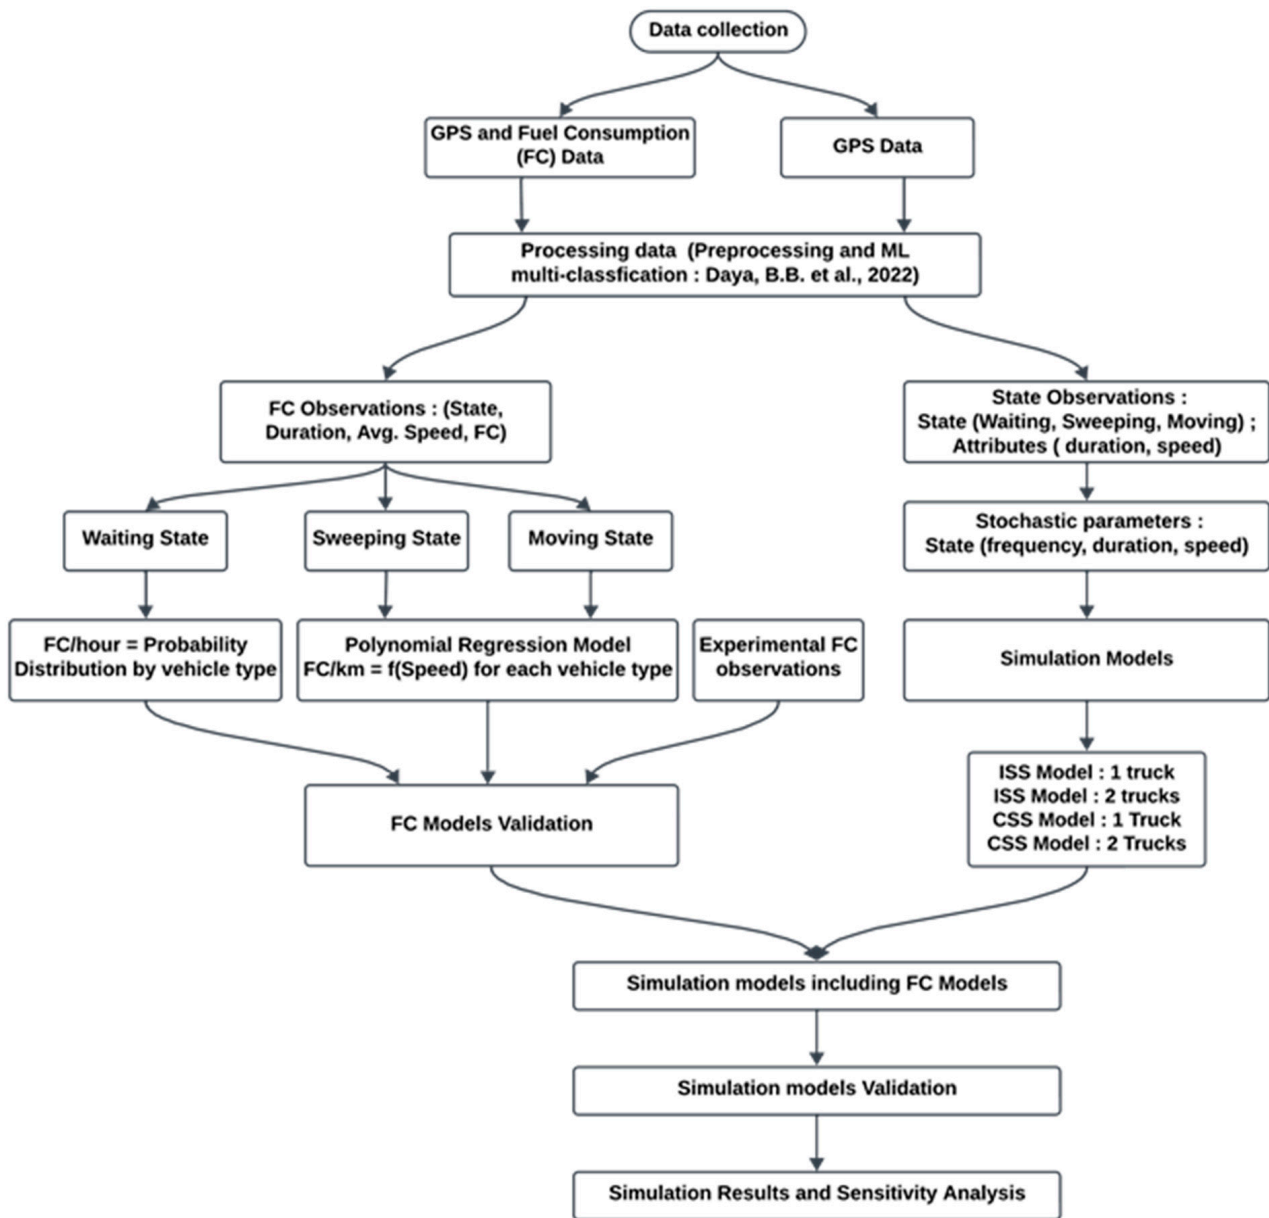 Data collection
GPS and Fuel Consumption
(FC) Data
GPS Data
Processing data (Preprocessing and ML
multi-classfication : Daya, B.B. et al., 2022)
FC Observations : (State,
Duration, Avg. Speed, FC)
State Observations :
State (Waiting, Sweeping, Moving) ;
Attributes ( duration, speed)
Waiting State
Sweeping State
Moving State
Stochastic parameters :
State (frequency, duration, speed)
FC/hour = Probability
Distribution by vehicle type
Polynomial Regression Model
FC/km = f(Speed) for each vehicle type
Experimental FC
observations
Simulation Models
FC Models Validation
ISS Model : 1 truck
ISS Model : 2 trucks
CSS Model : 1 Truck
CSS Model : 2 Trucks
Simulation models including FC Models
Simulation models Validation
Simulation Results and Sensitivity Analysis